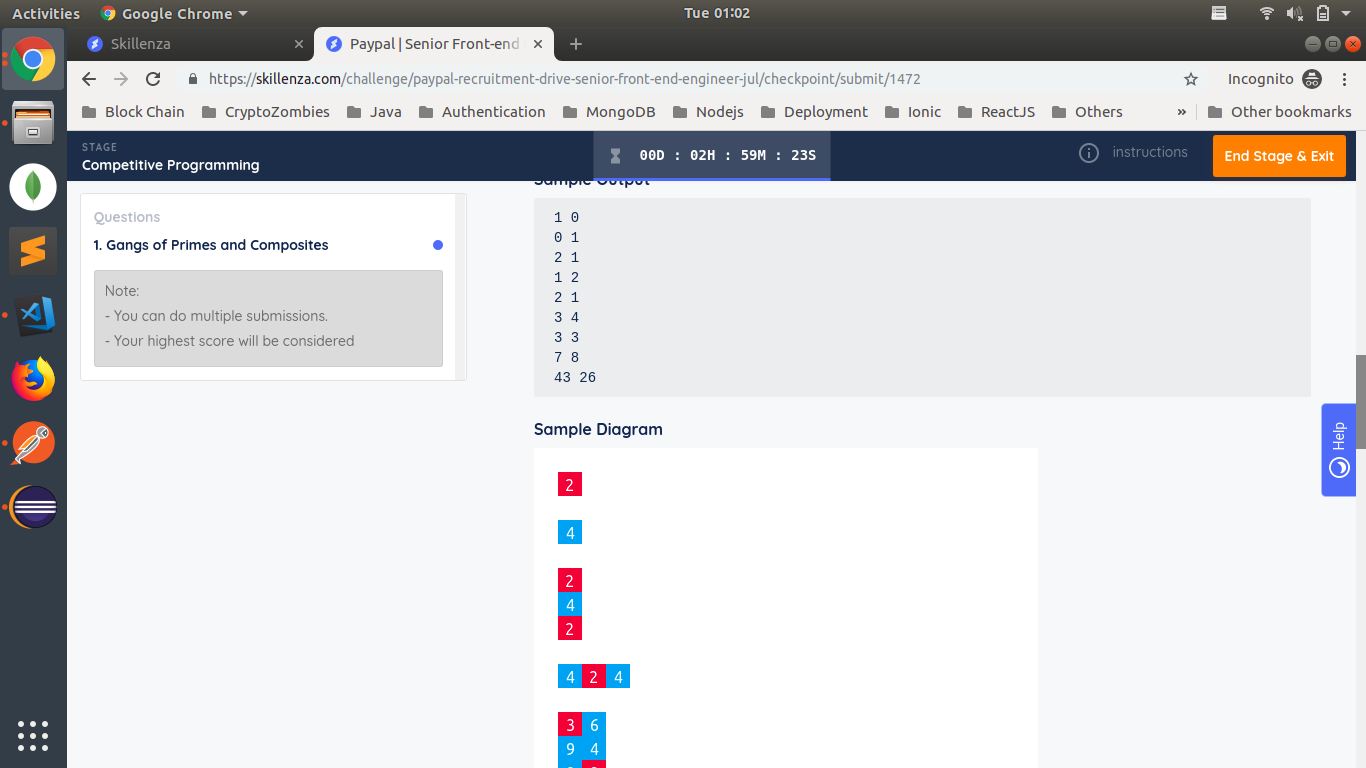 Activities Google Chrome Tue 01:02
Skillenza Paypal | Senior Front-end
https://skillenza.com/challenge/paypal-recruitment-drive-senior-front-end-engineer-jul/checkpoint/submit/1472 Incognito
Block Chain CryptoZombies Java Authentication MongoDB Nodejs Deployment Ionic ReactJS Others » Other bookmarks
STAGE
Competitive Programming
00D : 02H : 59M : 23S
instructions
End Stage & Exit
Questions
1. Gangs of Primes and Composites
Note:
- You can do multiple submissions.
- Your highest score will be considered
Sample Output
1 0
0 1
2 1
1 2
2 1
3 4
3 3
7 8
43 26
Sample Diagram
2
4
2
4
2
4 2 4
3 6
9 4
Help